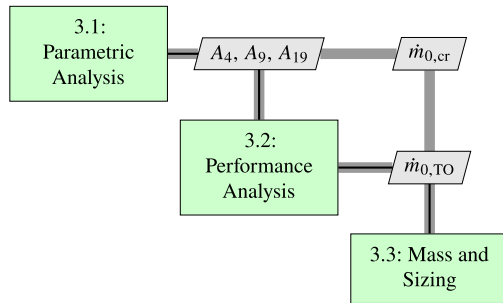 3.1:
Parametric
Analysis
A₄, A₉, A₁₉
ṁ₀,cr
3.2:
Performance
Analysis
ṁ₀,TO
3.3: Mass and
Sizing